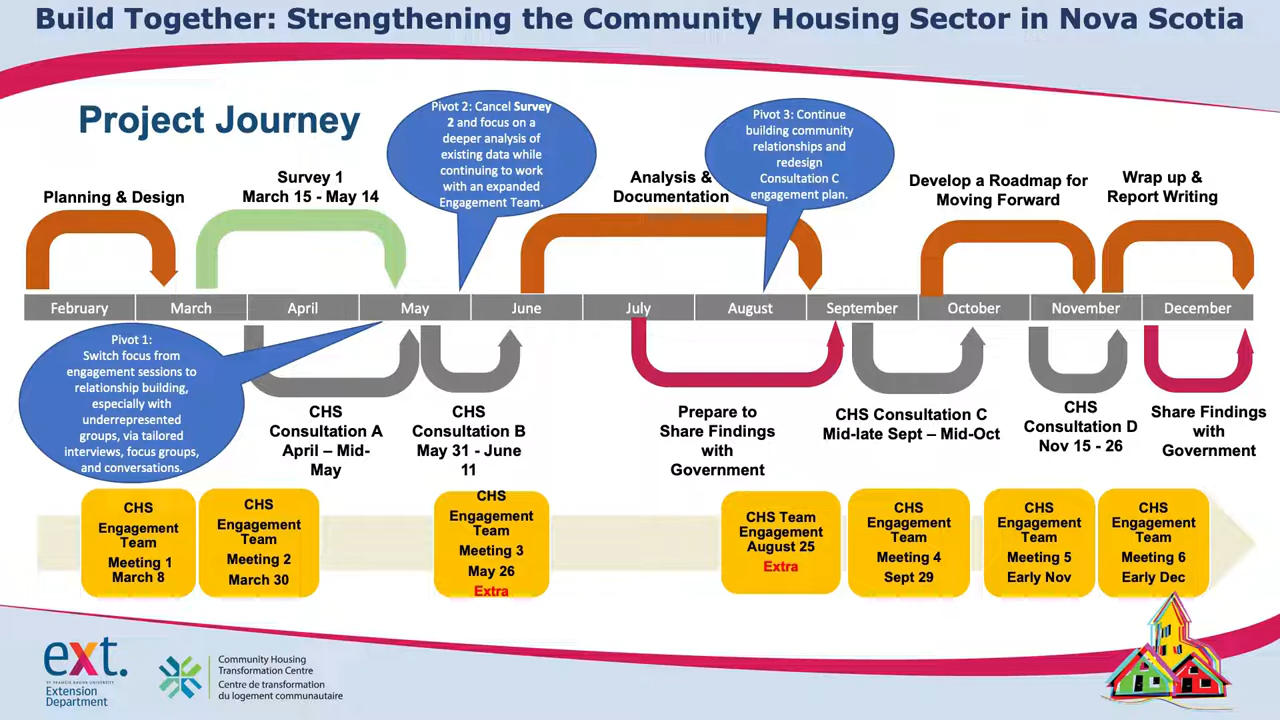 Build Together: Strengthening the Community Housing Sector in Nova Scotia
Project Journey
Planning & Design
Survey 1
March 15 - May 14
Pivot 2: Cancel Survey
2 and focus on a
deeper analysis of
existing data while
continuing to work
with an expanded
Engagement Team.
Analysis &
Documentation
Pivot 3: Continue
building community
relationships and
redesign
Consultation C
engagement plan.
Develop a Roadmap for
Moving Forward
Wrap up &
Report Writing
February
March
April
May
June
July
August
September
October
November
December
Pivot 1:
Switch focus from
engagement sessions to
relationship building,
especially with
underrepresented
groups, via tailored
interviews, focus groups,
and conversations.
CHS
Consultation A
April – Mid-
May
CHS
Consultation B
May 31 - June
11
Prepare to
Share Findings
with
Government
CHS Consultation C
Mid-late Sept – Mid-Oct
CHS
Consultation D
Nov 15 - 26
Share Findings
with
Government
CHS
Engagement
Team
Meeting 1
March 8
CHS
Engagement
Team
Meeting 2
March 30
CHS
Engagement
Team
Meeting 3
May 26
Extra
CHS Team
Engagement
August 25
Extra
CHS
Engagement
Team
Meeting 4
Sept 29
CHS
Engagement
Team
Meeting 5
Early Nov
CHS
Engagement
Team
Meeting 6
Early Dec
ext.
ST. FRANCIS XAVIER UNIVERSITY
Extension
Department
Community Housing
Transformation Centre
Centre de transformation
du logement communautaire